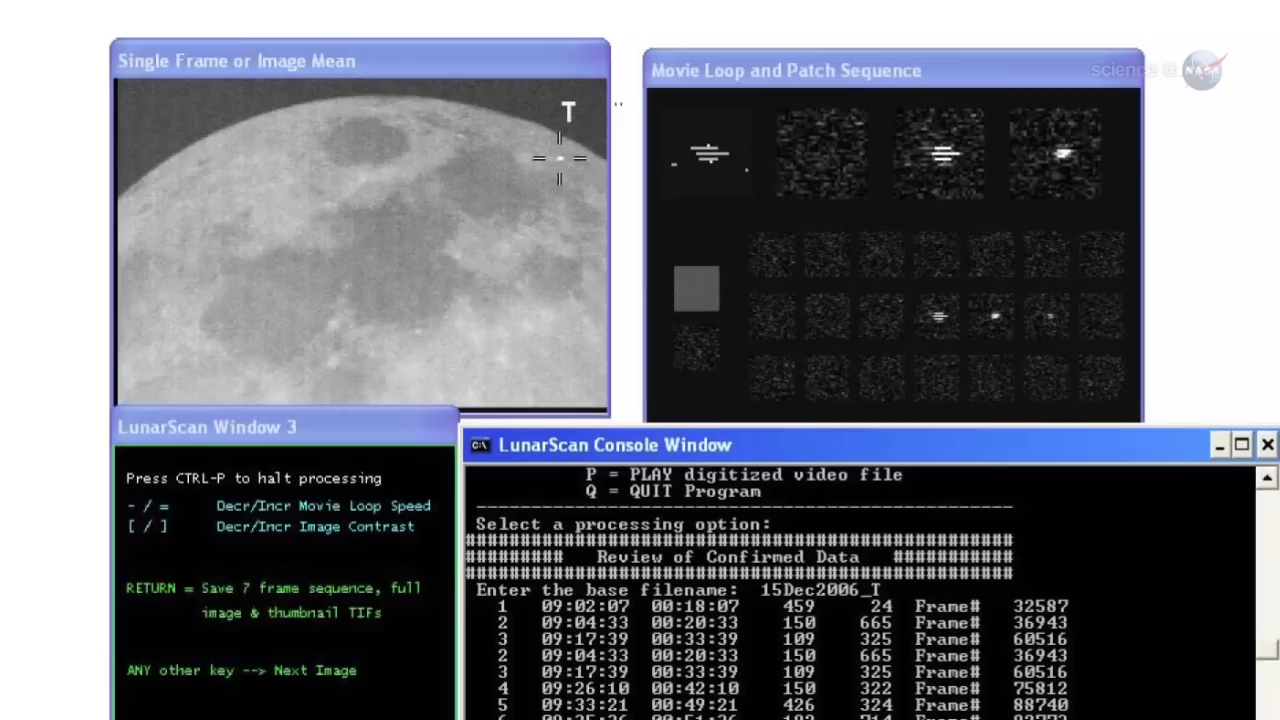 science @ NASA
Single Frame or Image Mean
T
Movie Loop and Patch Sequence
LunarScan Window 3
Press CTRL-P to halt processing
- / = Decr/Incr Movie Loop Speed
[ / ] Decr/Incr Image Contrast
RETURN = Save 7 frame sequence, full
image & thumbnail TIFs
ANY other key --> Next Image
LunarScan Console Window
P = PLAY digitized video file
Q = QUIT Program
--------------------------------------------------
Select a processing option:
##################################################
######### Review of Confirmed Data ###########
##################################################
Enter the base filename: 15Dec2006_T
1 09:02:07 00:18:07 459 24 Frame# 32587
2 09:04:33 00:20:33 150 665 Frame# 36943
3 09:17:39 00:33:39 109 325 Frame# 60516
2 09:04:33 00:20:33 150 665 Frame# 36943
3 09:17:39 00:33:39 109 325 Frame# 60516
4 09:26:10 00:42:10 150 322 Frame# 75812
5 09:33:21 00:49:21 426 324 Frame# 88740